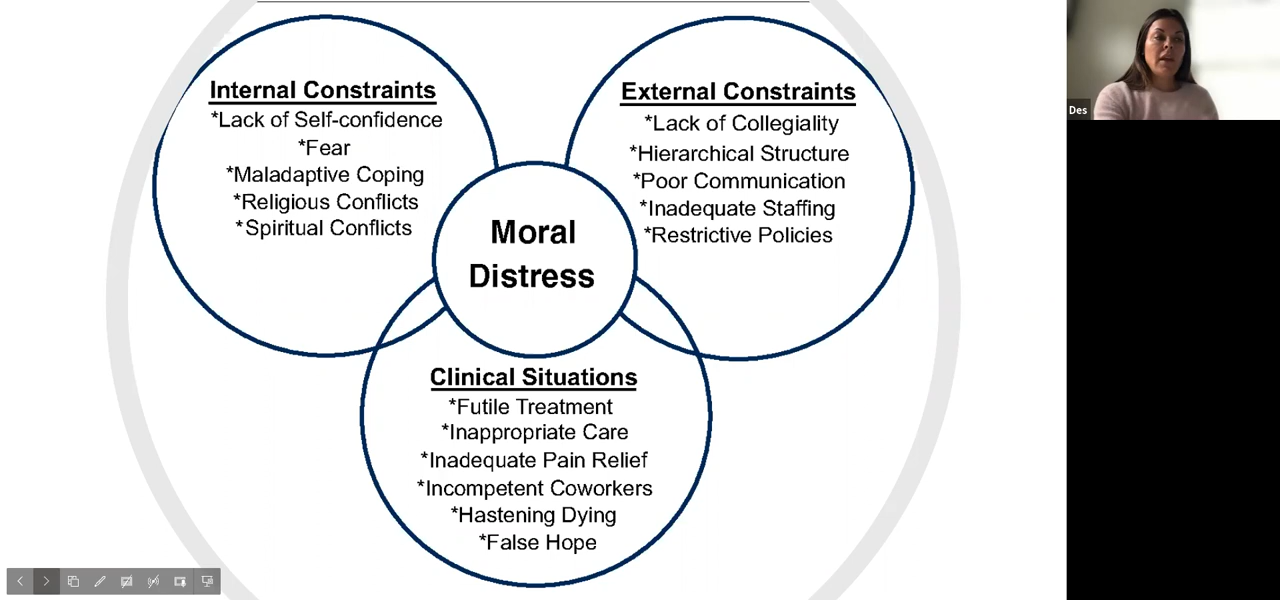 Internal Constraints
*Lack of Self-confidence
*Fear
*Maladaptive Coping
*Religious Conflicts
*Spiritual Conflicts
External Constraints
*Lack of Collegiality
*Hierarchical Structure
*Poor Communication
*Inadequate Staffing
*Restrictive Policies
Moral
Distress
Clinical Situations
*Futile Treatment
*Inappropriate Care
*Inadequate Pain Relief
*Incompetent Coworkers
*Hastening Dying
*False Hope
Des